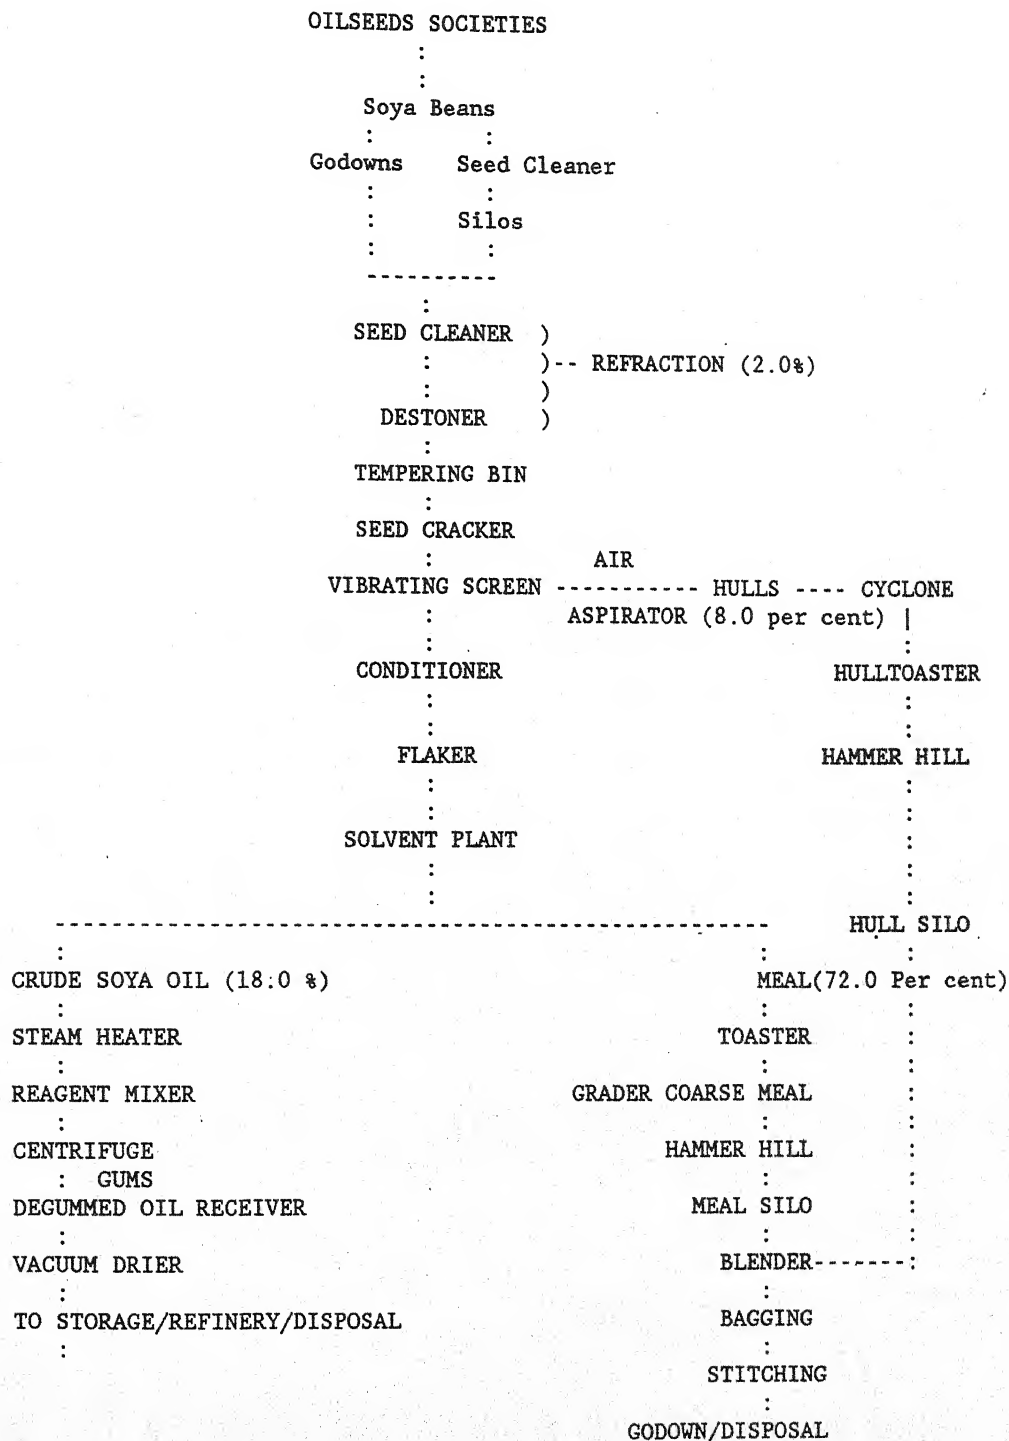 OILSEEDS SOCIETIES
:
:
Soya Beans
: :
Godowns Seed Cleaner
: :
: Silos
: :
----------
:
SEED CLEANER )
: )-- REFRACTION (2.0%)
: )
DESTONER )
:
TEMPERING BIN
:
SEED CRACKER
: AIR
VIBRATING SCREEN ----------- HULLS ---- CYCLONE
: ASPIRATOR (8.0 per cent) |
: :
CONDITIONER HULLTOASTER
: :
: :
FLAKER HAMMER HILL
: :
: :
SOLVENT PLANT :
: :
: :
---------------------------------------------------- HULL SILO
: : :
CRUDE SOYA OIL (18:0 %) MEAL(72.0 Per cent)
: : :
STEAM HEATER TOASTER :
: : :
REAGENT MIXER GRADER COARSE MEAL :
: : :
CENTRIFUGE HAMMER HILL :
: GUMS : :
DEGUMMED OIL RECEIVER MEAL SILO :
: : :
VACUUM DRIER BLENDER-------:
: :
TO STORAGE/REFINERY/DISPOSAL BAGGING
: :
STITCHING
:
GODOWN/DISPOSAL